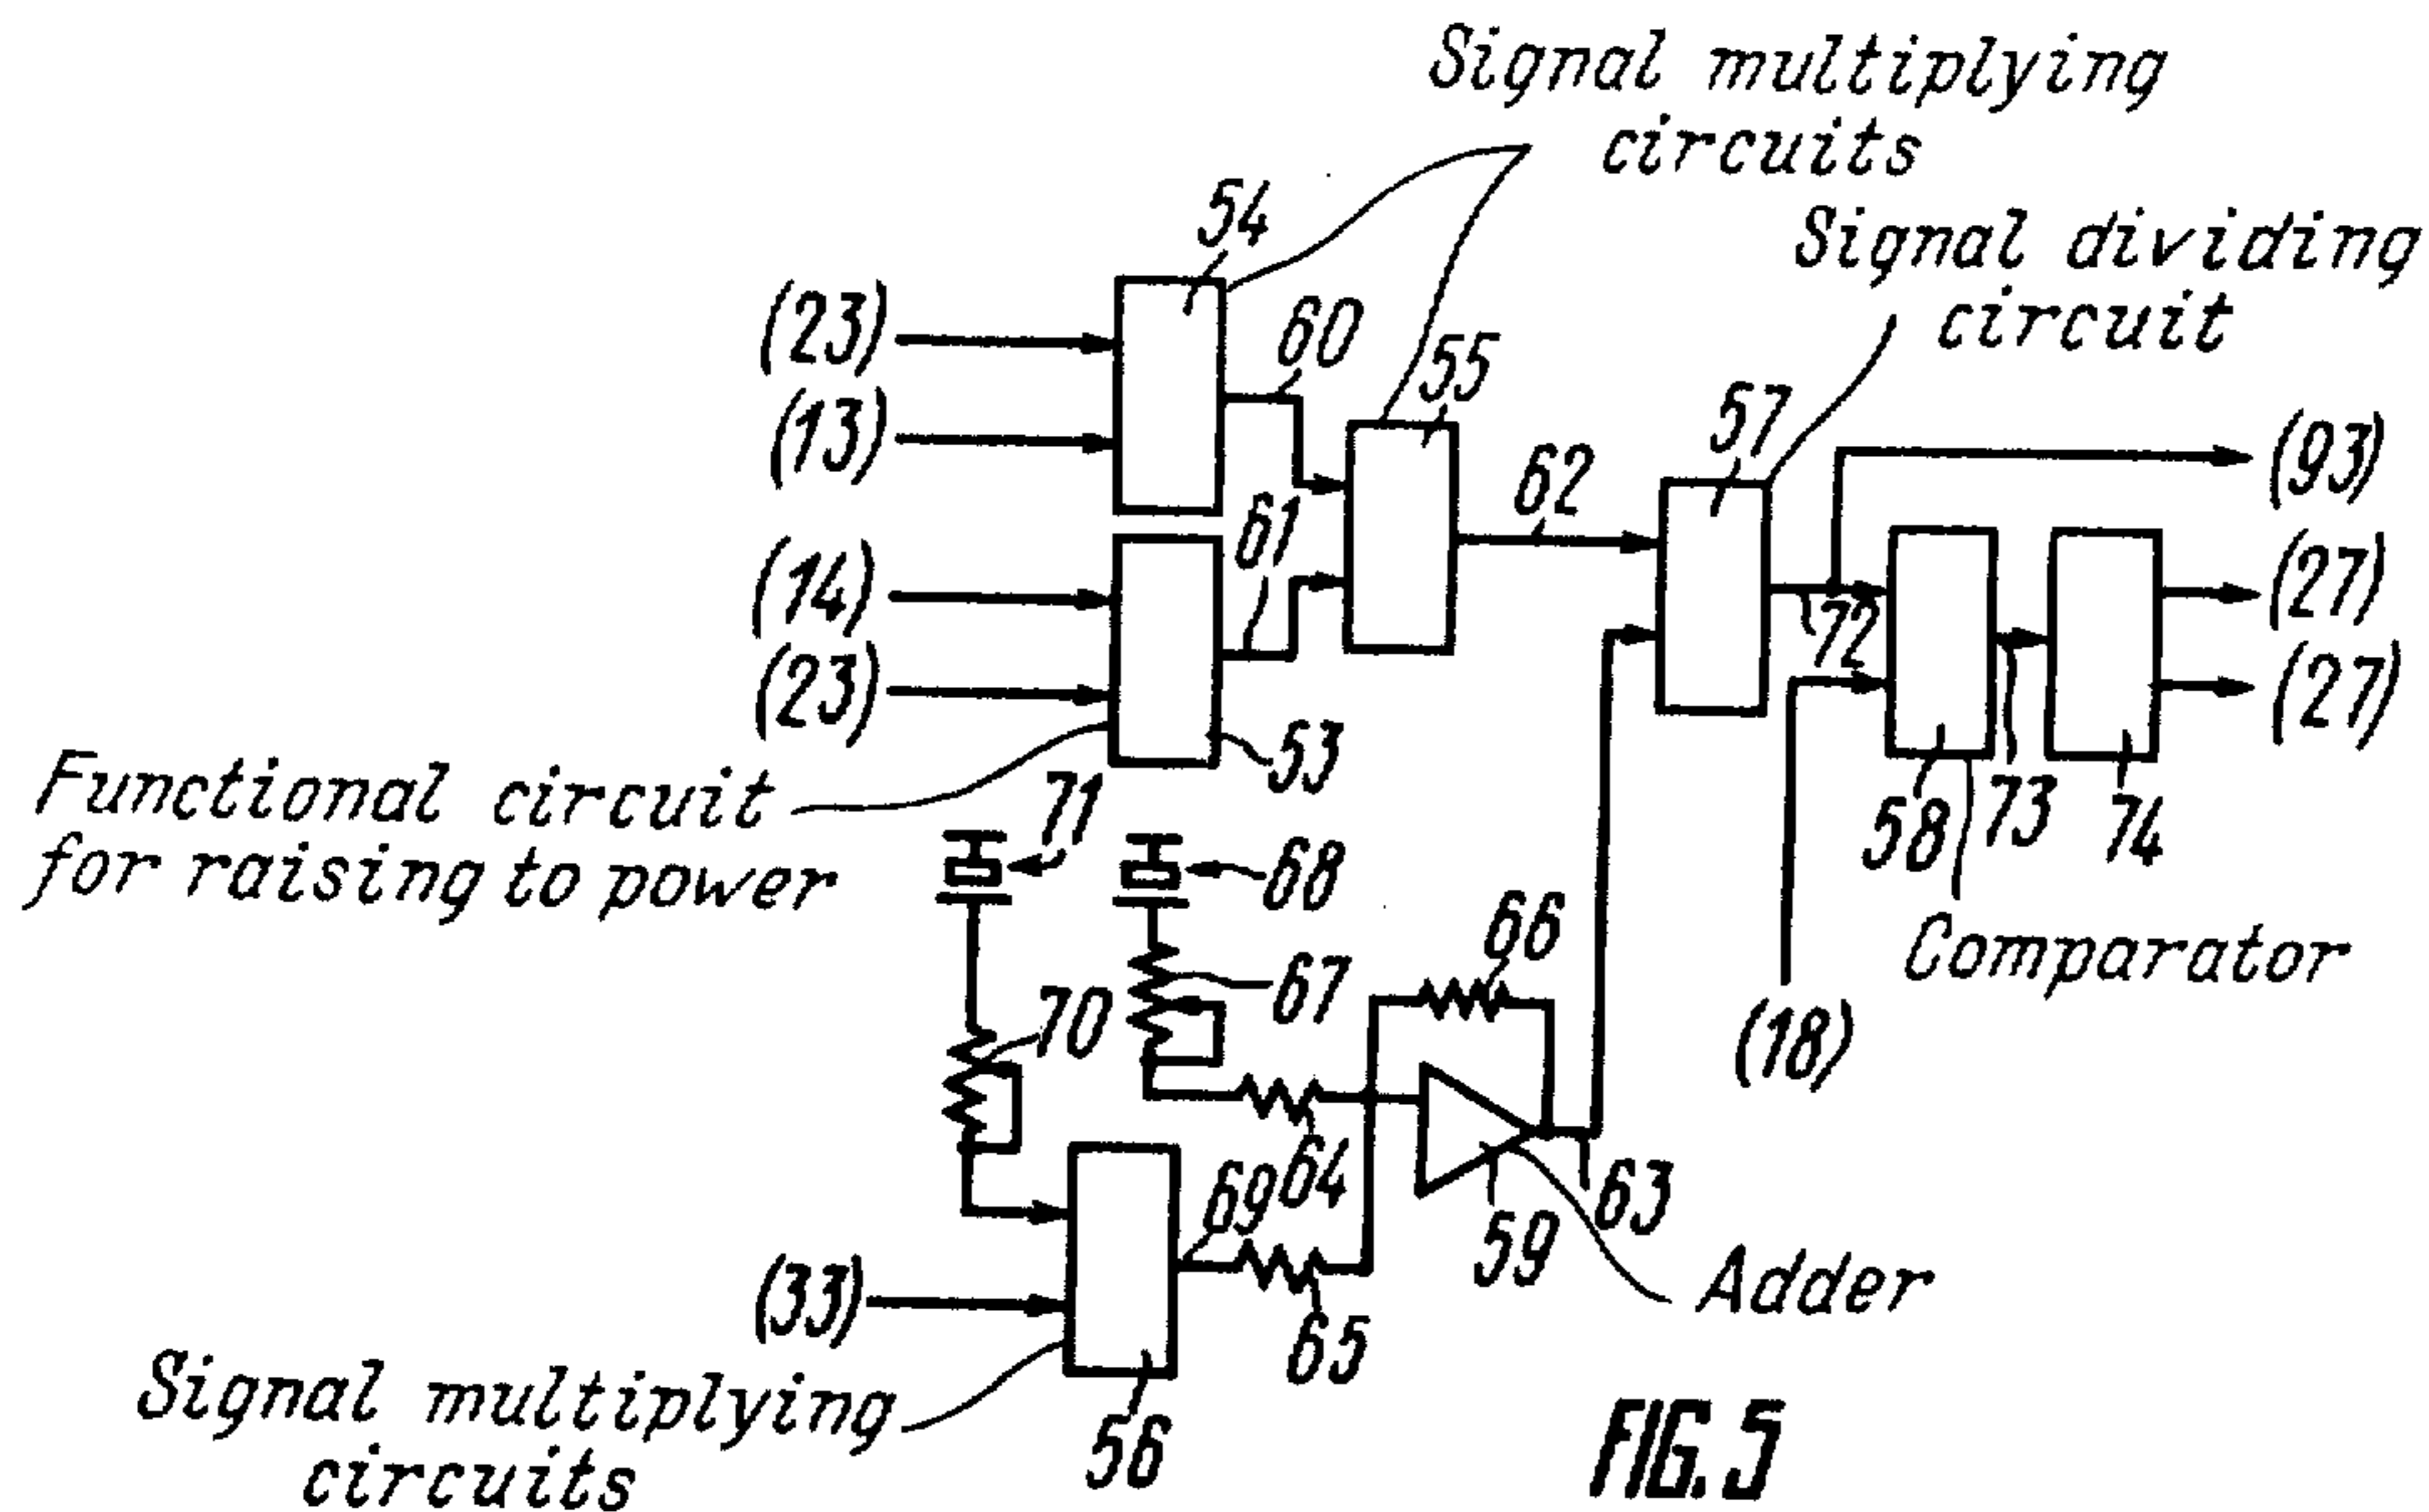 Signal multiplying
circuits
54
Signal dividing
circuit
(23)
60
55
57
(13)
(93)
62
61
(14)
(27)
72
(23)
(27)
53
Functional circuit
for raising to power
71
58
73
74
68
66
Comparator
67
70
(18)
64
69
63
59
(33)
65
Adder
Signal multiplying
circuits
56
FIG. 5